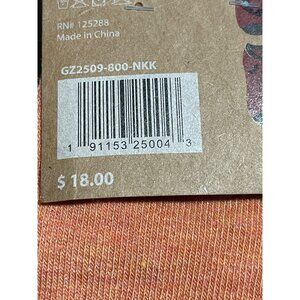 RN# 125288
Made in China
GZ2509-800-NKK
1 91153 25004 3
$ 18.00